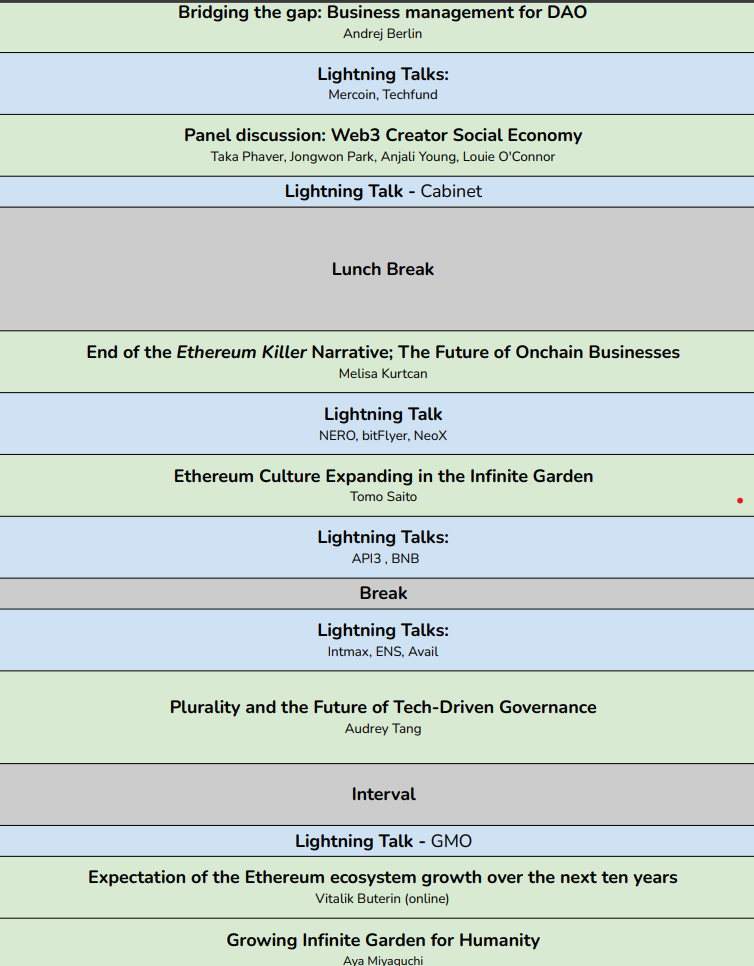 Bridging the gap: Business management for DAO
Andrej Berlin
Lightning Talks:
Mercoin, Techfund
Panel discussion: Web3 Creator Social Economy
Taka Phaver, Jongwon Park, Anjali Young, Louie O'Connor
Lightning Talk - Cabinet
Lunch Break
End of the Ethereum Killer Narrative; The Future of Onchain Businesses
Melisa Kurtcan
Lightning Talk
NERO, bitFlyer, NeoX
Ethereum Culture Expanding in the Infinite Garden
Tomo Saito
Lightning Talks:
API3 , BNB
Break
Lightning Talks:
Intmax, ENS, Avail
Plurality and the Future of Tech-Driven Governance
Audrey Tang
Interval
Lightning Talk - GMO
Expectation of the Ethereum ecosystem growth over the next ten years
Vitalik Buterin (online)
Growing Infinite Garden for Humanity
Aya Miyaguchi